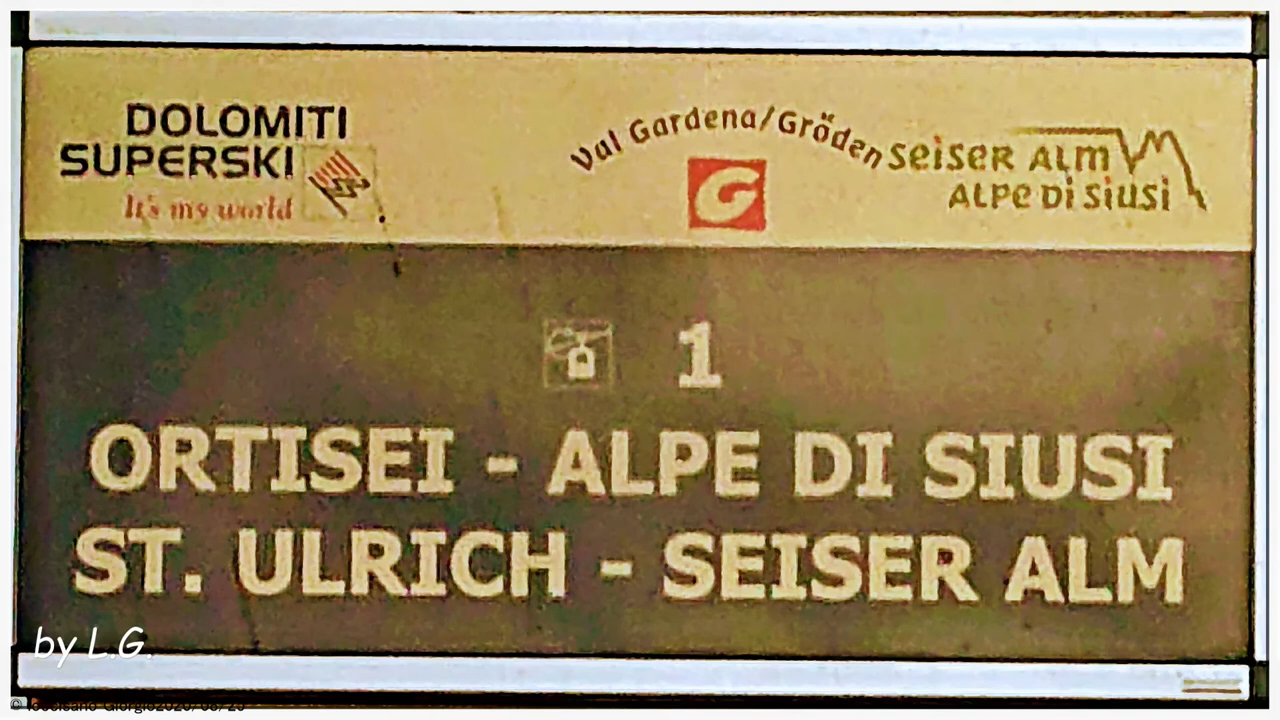 DOLOMITI
SUPERSKI
It's my world
Val Gardena/Gröden
G
SEISER ALM
ALPE DI SIUSI
1
ORTISEI - ALPE DI SIUSI
ST. ULRICH - SEISER ALM
by L.G.